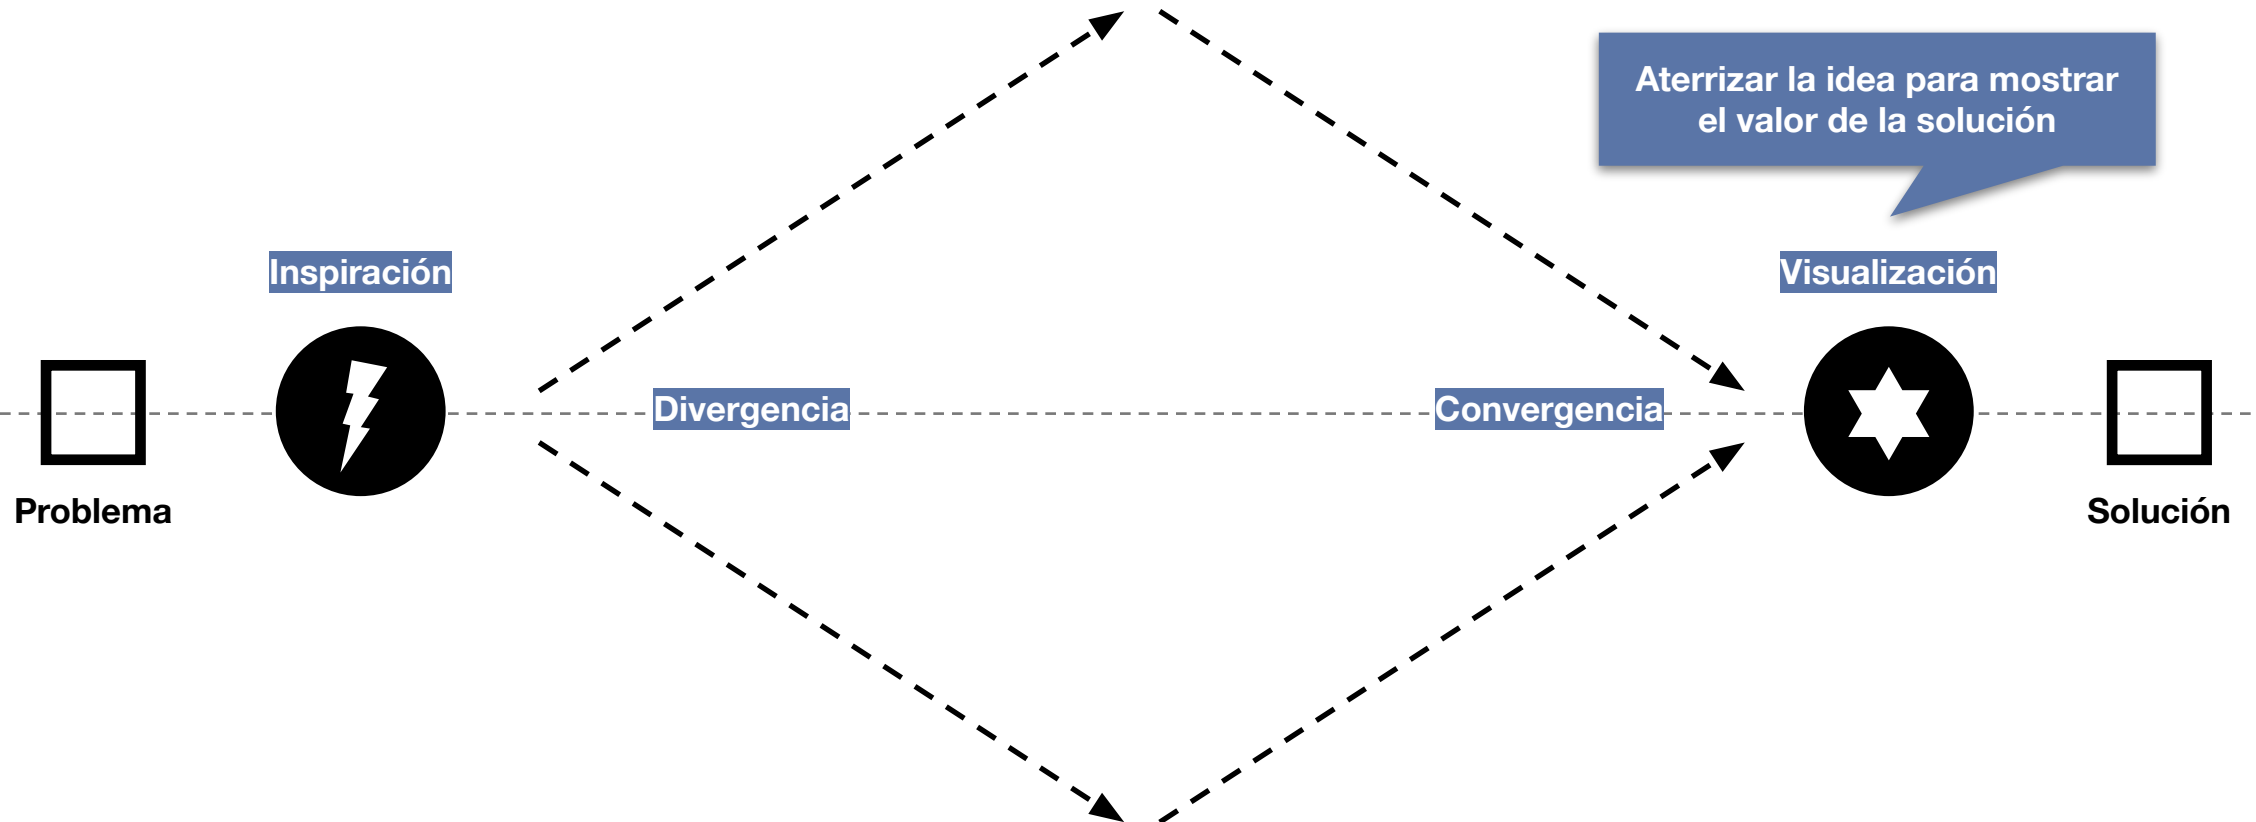 Aterrizar la idea para mostrar
el valor de la solución
Inspiración
Visualización
Divergencia
Convergencia
Problema
Solución